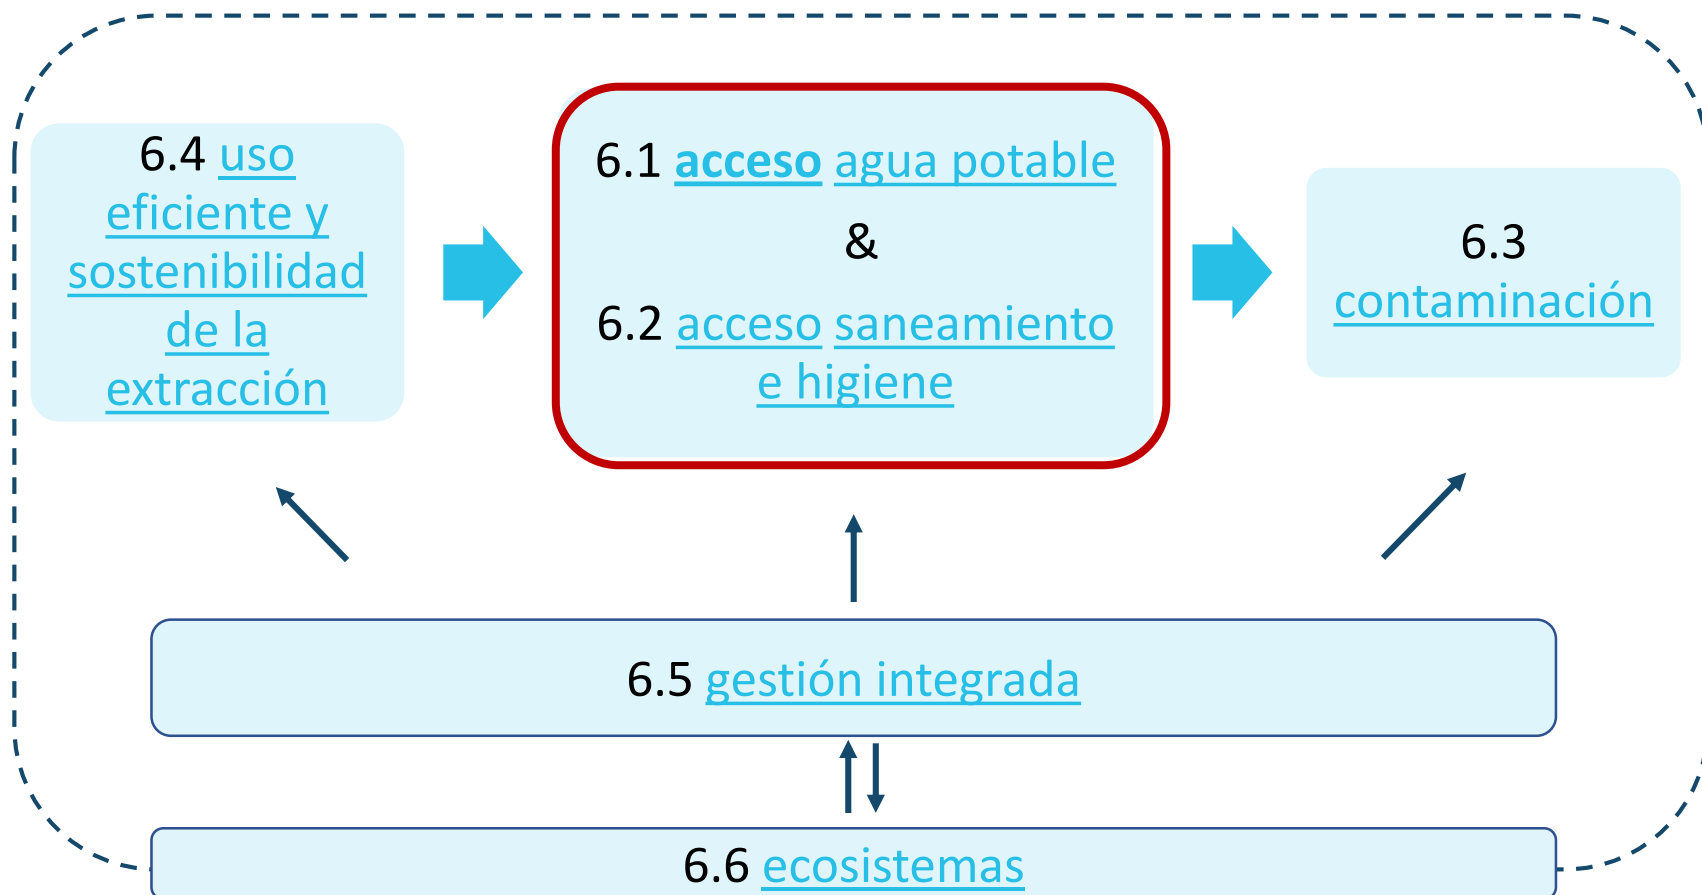 6.4 uso
eficiente y
sostenibilidad
de la
extracción
6.1 acceso agua potable
&
6.2 acceso saneamiento
e higiene
6.3
contaminación
6.5 gestión integrada
6.6 ecosistemas